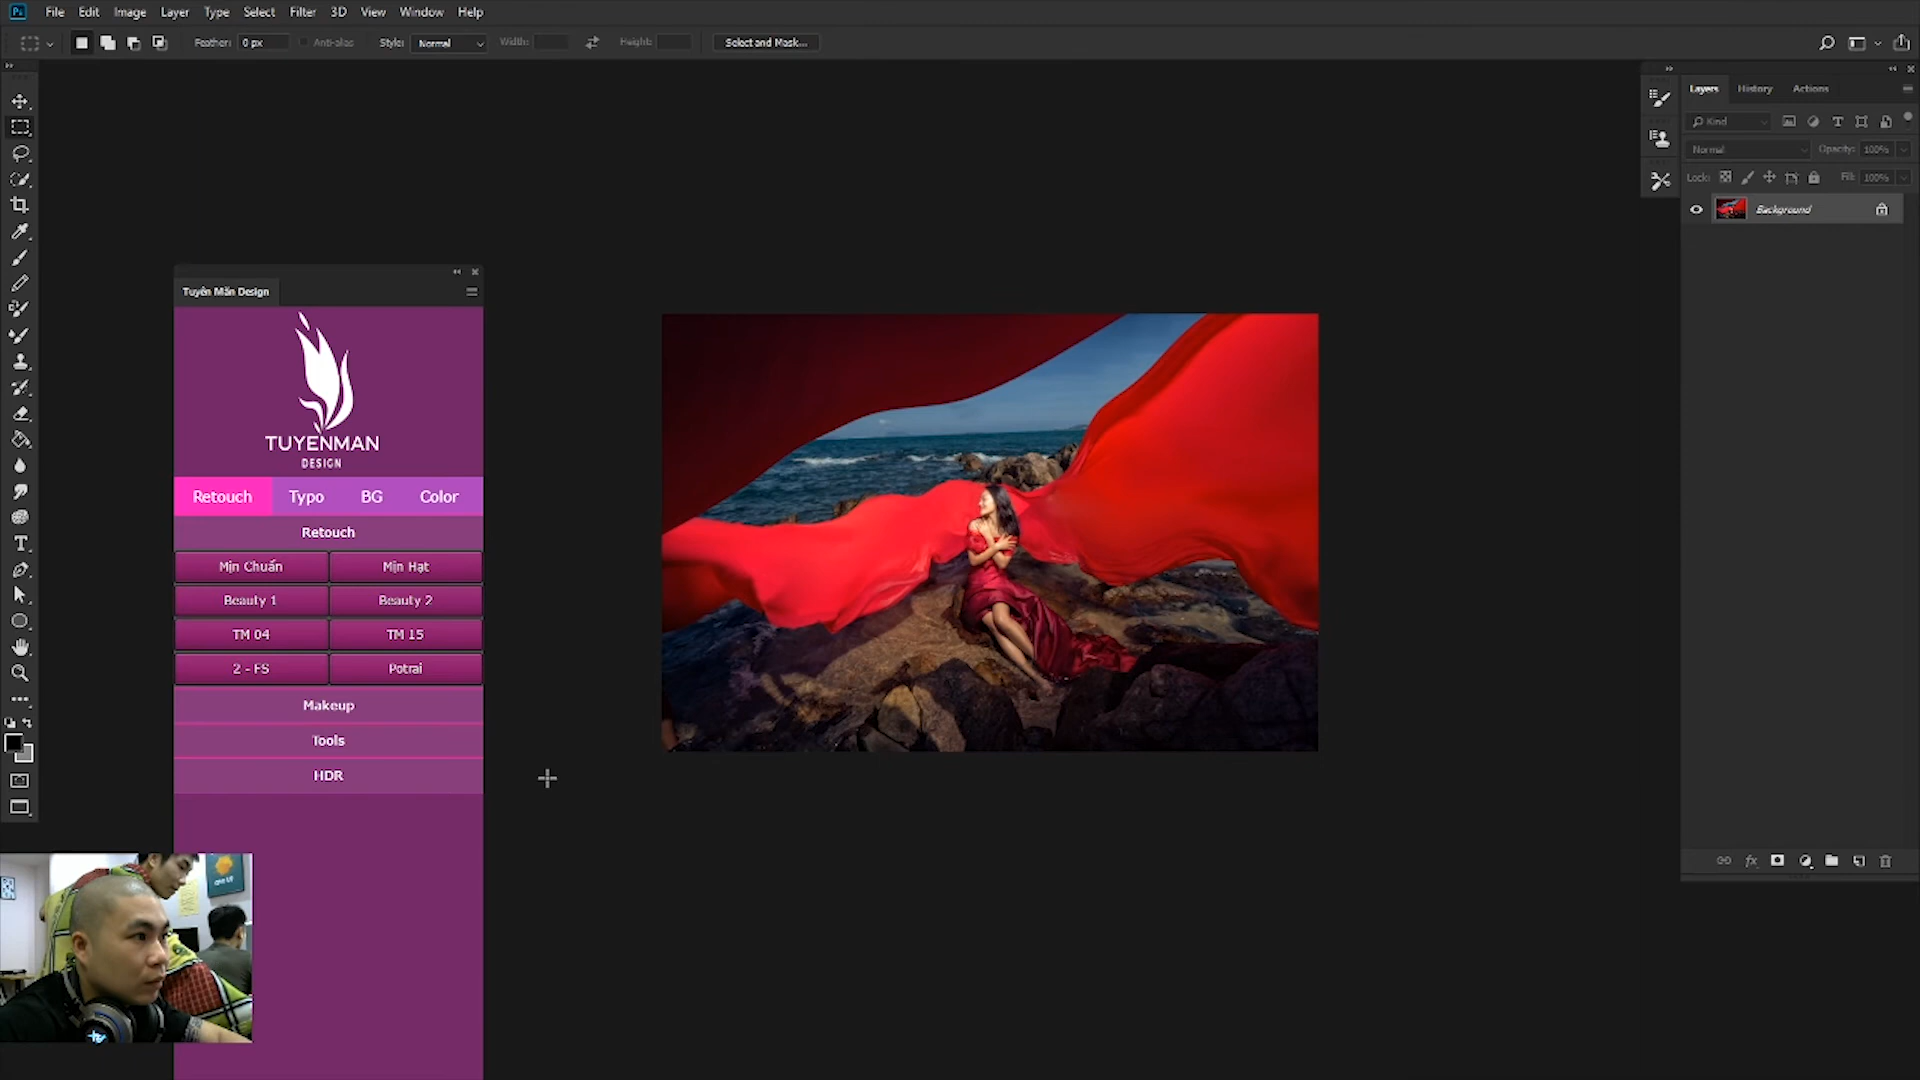 Ps File Edit Image Layer Type Select Filter 3D View Window Help
Feather: 0 px Anti-alias Style: Normal Width: Height: Select and Mask...
Layers History Actions
Kind
Normal Opacity: 100%
Lock: Fill: 100%
Background
Tuyên Mãn Design
TUYENMAN
DESIGN
Retouch Typo BG Color
Retouch
Mịn Chuẩn Mịn Hạt
Beauty 1 Beauty 2
TM 04 TM 15
2 - FS Potrai
Makeup
Tools
HDR